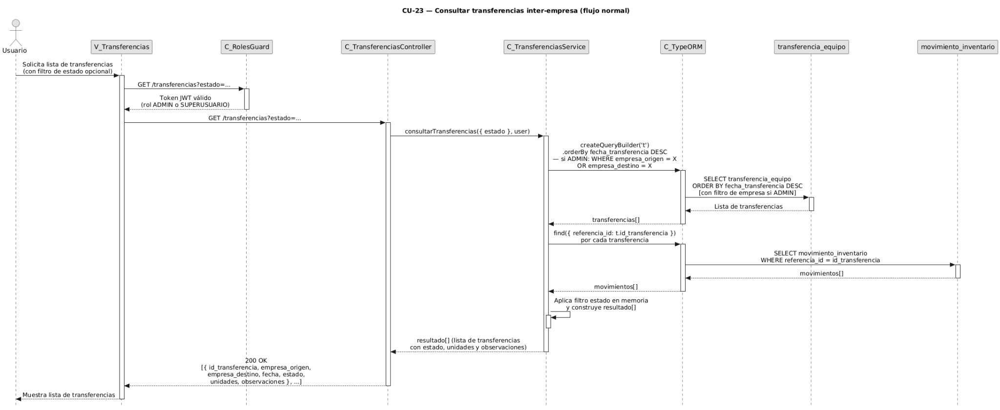 CU-23 — Consultar transferencias inter-empresa (flujo normal)
Usuario
V_Transferencias
C_RolesGuard
C_TransferenciasController
C_TransferenciasService
C_TypeORM
transferencia_equipo
movimiento_inventario
Solicita lista de transferencias
(con filtro de estado opcional)
GET /transferencias?estado=...
Token JWT válido
(rol ADMIN o SUPERUSUARIO)
GET /transferencias?estado=...
consultarTransferencias({ estado }, user)
createQueryBuilder('t')
.orderBy fecha_transferencia DESC
— si ADMIN: WHERE empresa_origen = X
OR empresa_destino = X
SELECT transferencia_equipo
ORDER BY fecha_transferencia DESC
[con filtro de empresa si ADMIN]
Lista de transferencias
transferencias[]
find({ referencia_id: t.id_transferencia })
por cada transferencia
SELECT movimiento_inventario
WHERE referencia_id = id_transferencia
movimientos[]
movimientos[]
Aplica filtro estado en memoria
y construye resultado[]
resultado[] (lista de transferencias
con estado, unidades y observaciones)
200 OK
[{ id_transferencia, empresa_origen,
empresa_destino, fecha, estado,
unidades, observaciones }, ...]
Muestra lista de transferencias